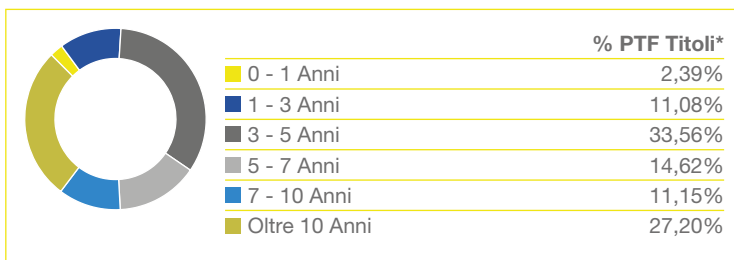 % PTF Titoli*
0 - 1 Anni 2,39%
1 - 3 Anni 11,08%
3 - 5 Anni 33,56%
5 - 7 Anni 14,62%
7 - 10 Anni 11,15%
Oltre 10 Anni 27,20%